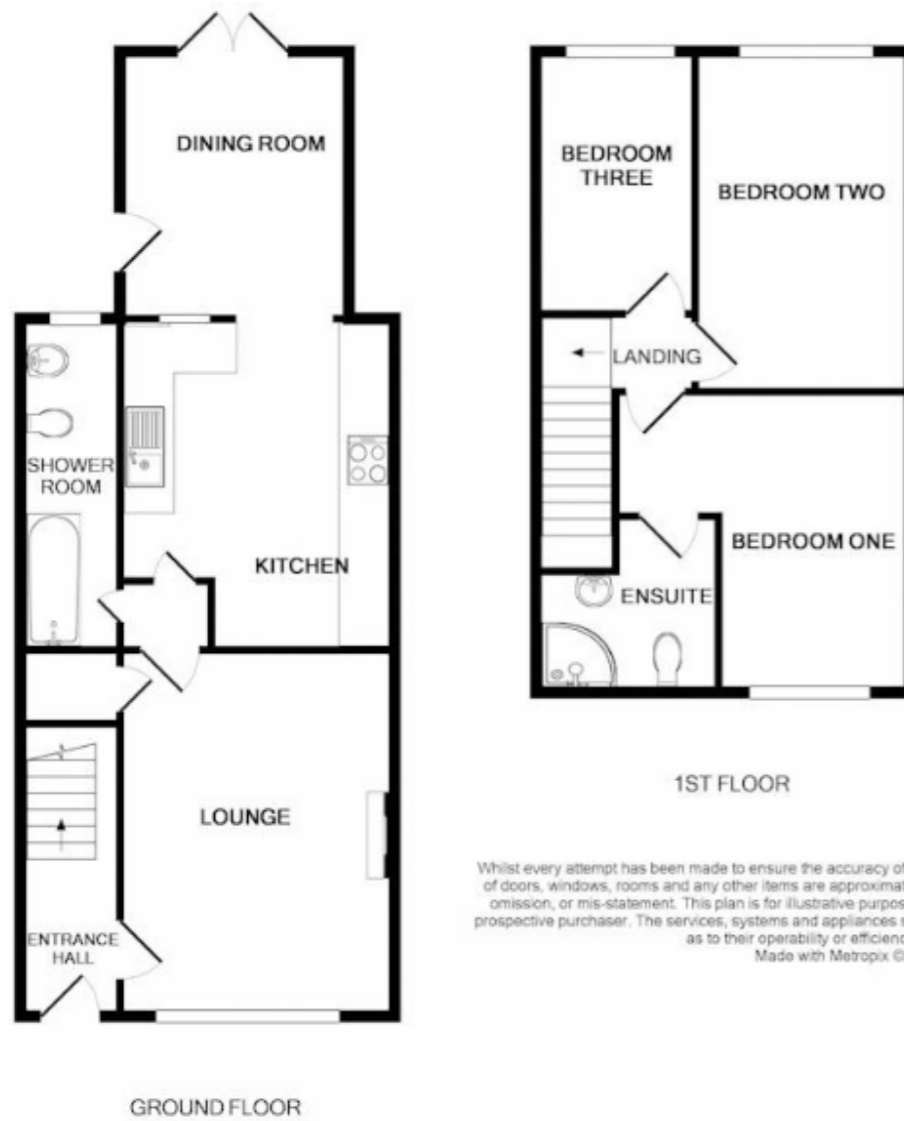 DINING ROOM
SHOWER
ROOM
KITCHEN
LOUNGE
ENTRANCE
HALL
GROUND FLOOR
BEDROOM
THREE
BEDROOM TWO
LANDING
BEDROOM ONE
ENSUITE
1ST FLOOR
Whilst every attempt has been made to ensure the accuracy of
of doors, windows, rooms and any other items are approximat
omission, or mis-statement. This plan is for illustrative purpos
prospective purchaser. The services, systems and appliances s
as to their operability or efficienc
Made with Metropix ©